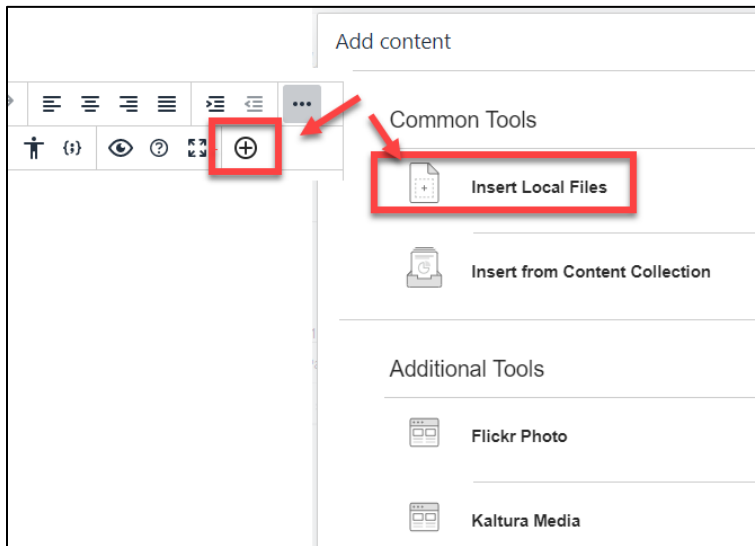 Add content
Common Tools
Insert Local Files
Insert from Content Collection
Additional Tools
Flickr Photo
Kaltura Media